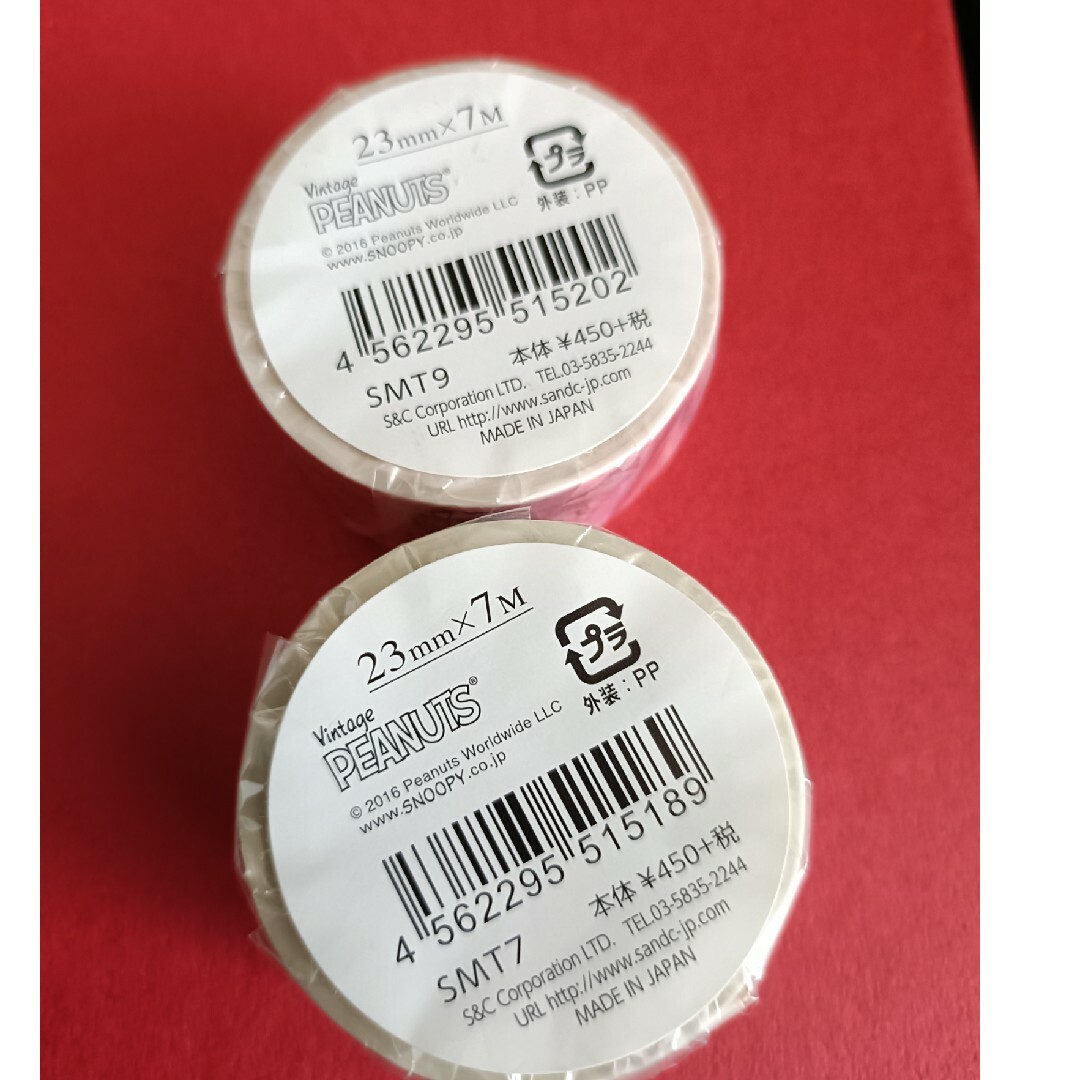 23mm×7M
プラ
外装:PP
Vintage
PEANUTS®
© 2016 Peanuts Worldwide LLC
www.SNOOPY.co.jp
4 562295 515202
本体 ¥450+税
SMT9
S&C Corporation LTD. TEL.03-5835-2244
URL http://www.sandc-jp.com
MADE IN JAPAN
23mm×7M
プラ
外装:PP
Vintage
PEANUTS®
© 2016 Peanuts Worldwide LLC
www.SNOOPY.co.jp
4 562295 515189
本体 ¥450+税
SMT7
S&C Corporation LTD. TEL.03-5835-2244
URL http://www.sandc-jp.com
MADE IN JAPAN